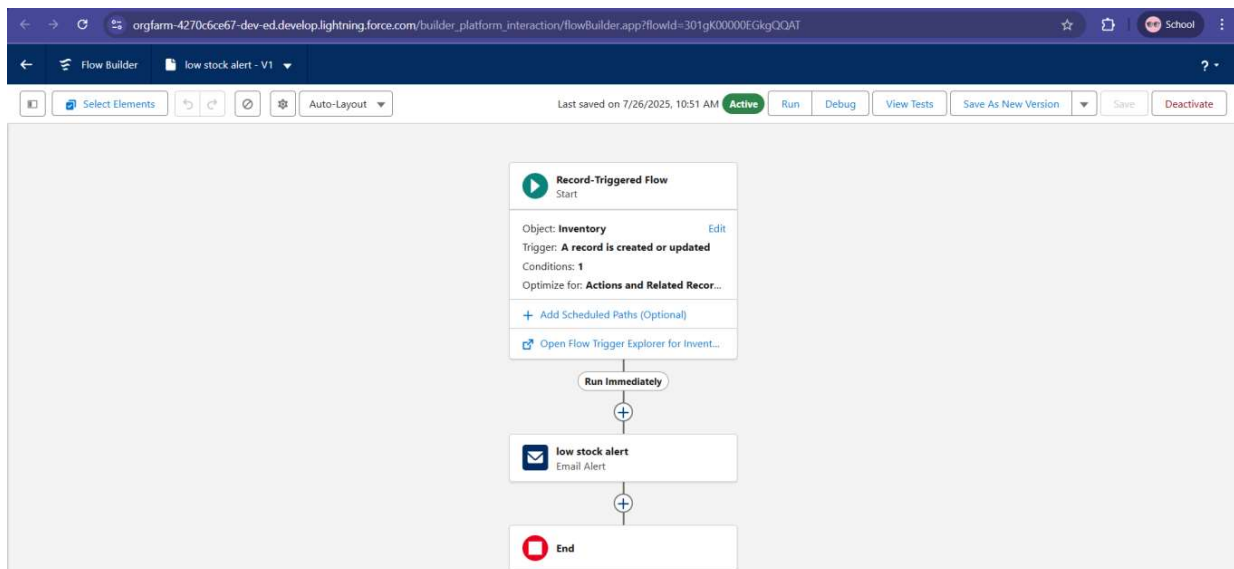 orgfarm-4270c6ce67-dev-ed.develop.lightning.force.com/builder_platform_interaction/flowBuilder.app?flowId=301gK00000EGkgQQAT School
Flow Builder low stock alert - V1 ?
Select Elements Auto-Layout Last saved on 7/26/2025, 10:51 AM Active Run Debug View Tests Save As New Version Save Deactivate
Record-Triggered Flow
Start
Object: Inventory Edit
Trigger: A record is created or updated
Conditions: 1
Optimize for: Actions and Related Recor...
+ Add Scheduled Paths (Optional)
Open Flow Trigger Explorer for Invent...
Run Immediately
low stock alert
Email Alert
End